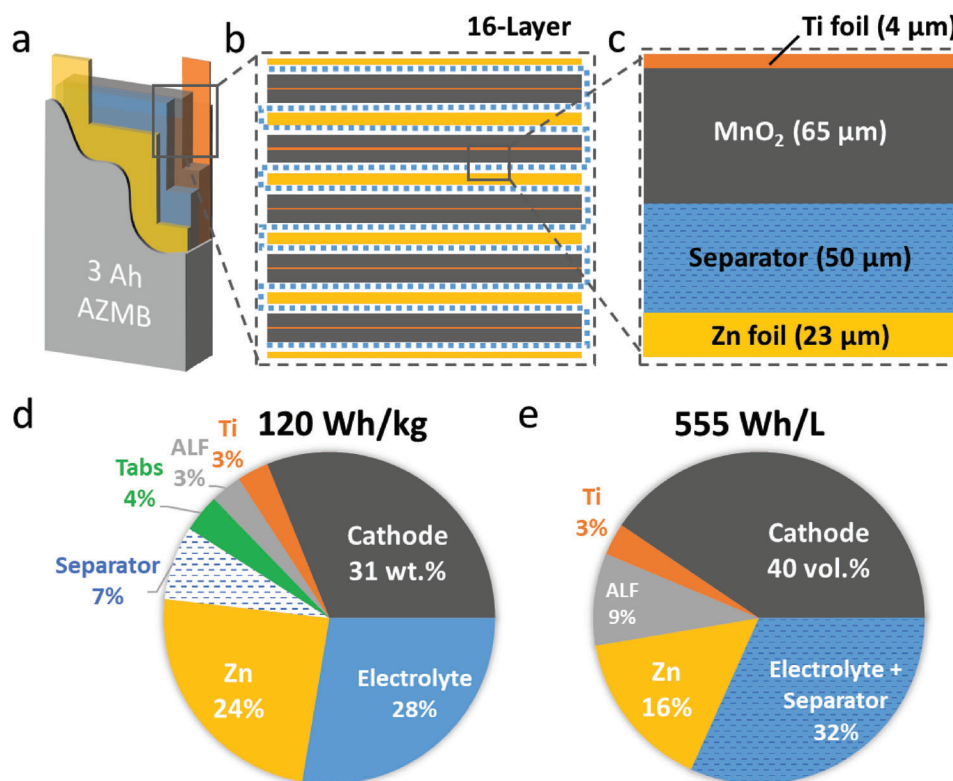 a
b
16-Layer
c
Ti foil (4 µm)
3 Ah
AZMB
MnO₂ (65 µm)
Separator (50 µm)
Zn foil (23 µm)
d
120 Wh/kg
Ti
3%
ALF
3%
Tabs
4%
Separator
7%
Cathode
31 wt.%
Zn
24%
Electrolyte
28%
e
555 Wh/L
Ti
3%
Cathode
40 vol.%
ALF
9%
Zn
16%
Electrolyte +
Separator
32%